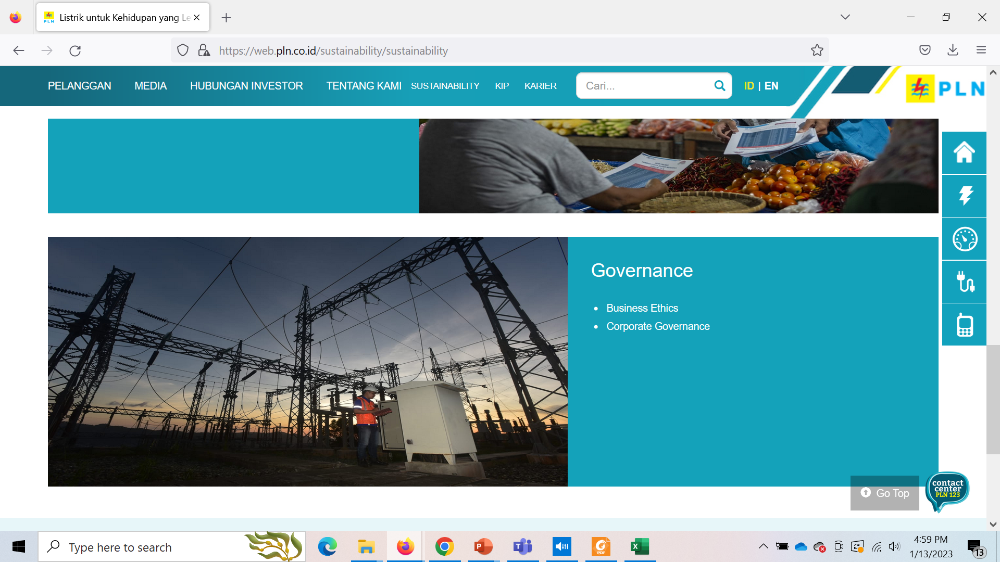 Listrik untuk Kehidupan yang Le
https://web.pln.co.id/sustainability/sustainability
PELANGGAN MEDIA HUBUNGAN INVESTOR TENTANG KAMI SUSTAINABILITY KIP KARIER Cari... ID | EN
PLN
Governance
• Business Ethics
• Corporate Governance
Go Top
contact
center
PLN 123
Type here to search
4:59 PM
1/13/2023
13